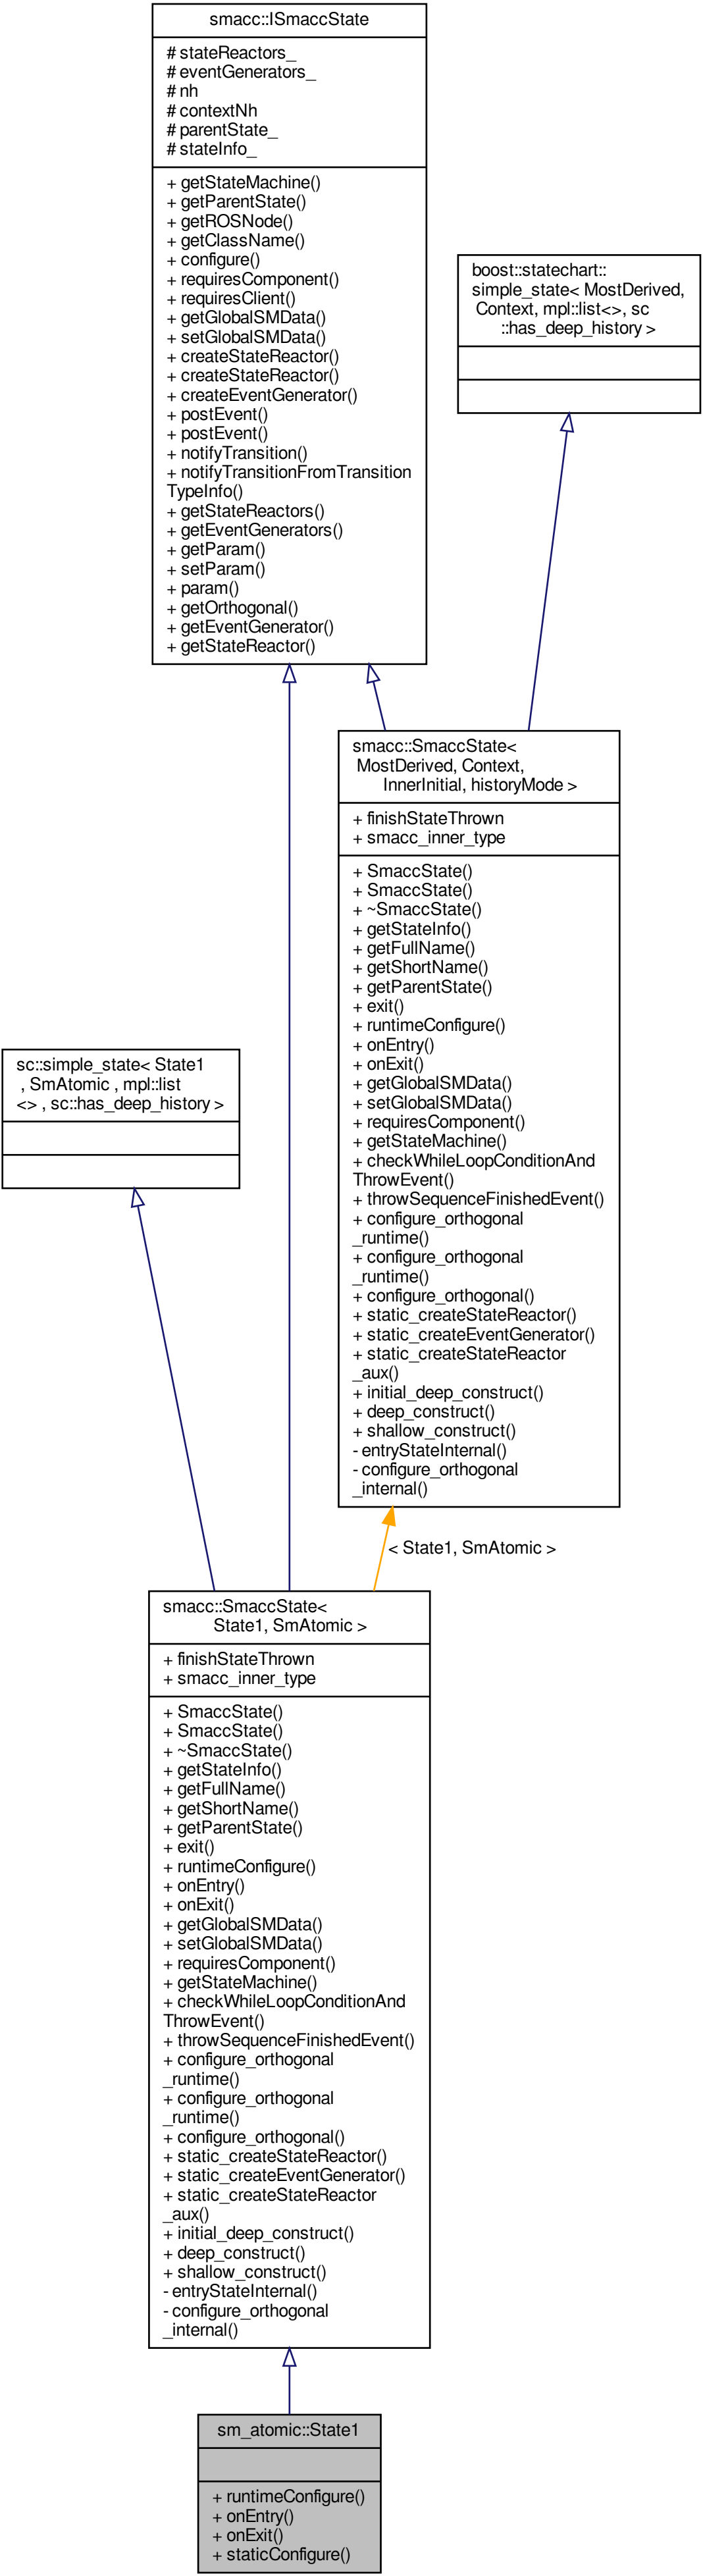 smacc::ISmaccState
# stateReactors_
# eventGenerators_
# nh
# contextNh
# parentState_
# stateInfo_
+ getStateMachine()
+ getParentState()
+ getROSNode()
+ getClassName()
+ configure()
+ requiresComponent()
+ requiresClient()
+ getGlobalSMData()
+ setGlobalSMData()
+ createStateReactor()
+ createStateReactor()
+ createEventGenerator()
+ postEvent()
+ postEvent()
+ notifyTransition()
+ notifyTransitionFromTransition
TypeInfo()
+ getStateReactors()
+ getEventGenerators()
+ getParam()
+ setParam()
+ param()
+ getOrthogonal()
+ getEventGenerator()
+ getStateReactor()
boost::statechart::
simple_state< MostDerived,
Context, mpl::list<>, sc
::has_deep_history >
smacc::SmaccState<
MostDerived, Context,
InnerInitial, historyMode >
+ finishStateThrown
+ smacc_inner_type
+ SmaccState()
+ SmaccState()
+ ~SmaccState()
+ getStateInfo()
+ getFullName()
+ getShortName()
+ getParentState()
+ exit()
+ runtimeConfigure()
+ onEntry()
+ onExit()
+ getGlobalSMData()
+ setGlobalSMData()
+ requiresComponent()
+ getStateMachine()
+ checkWhileLoopConditionAnd
ThrowEvent()
+ throwSequenceFinishedEvent()
+ configure_orthogonal
_runtime()
+ configure_orthogonal
_runtime()
+ configure_orthogonal()
+ static_createStateReactor()
+ static_createEventGenerator()
+ static_createStateReactor
_aux()
+ initial_deep_construct()
+ deep_construct()
+ shallow_construct()
- entryStateInternal()
- configure_orthogonal
_internal()
sc::simple_state< State1
, SmAtomic , mpl::list
<> , sc::has_deep_history >
< State1, SmAtomic >
smacc::SmaccState<
State1, SmAtomic >
+ finishStateThrown
+ smacc_inner_type
+ SmaccState()
+ SmaccState()
+ ~SmaccState()
+ getStateInfo()
+ getFullName()
+ getShortName()
+ getParentState()
+ exit()
+ runtimeConfigure()
+ onEntry()
+ onExit()
+ getGlobalSMData()
+ setGlobalSMData()
+ requiresComponent()
+ getStateMachine()
+ checkWhileLoopConditionAnd
ThrowEvent()
+ throwSequenceFinishedEvent()
+ configure_orthogonal
_runtime()
+ configure_orthogonal
_runtime()
+ configure_orthogonal()
+ static_createStateReactor()
+ static_createEventGenerator()
+ static_createStateReactor
_aux()
+ initial_deep_construct()
+ deep_construct()
+ shallow_construct()
- entryStateInternal()
- configure_orthogonal
_internal()
sm_atomic::State1
+ runtimeConfigure()
+ onEntry()
+ onExit()
+ staticConfigure()